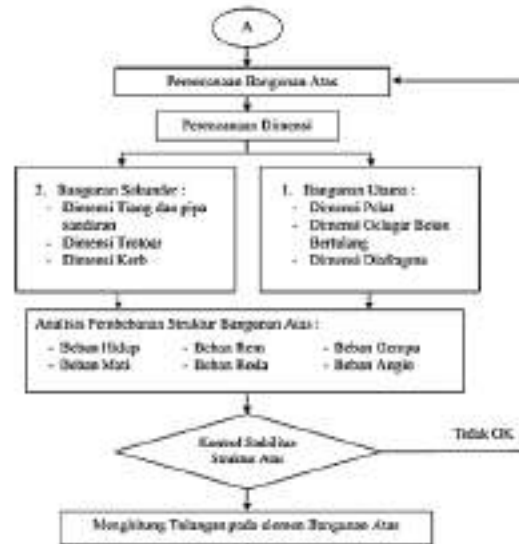 A
Perencanaan Bangunan Atas
Perencanaan Dimensi
2. Bangunan Sekunder :
- Dimensi Tiang dan pipa
sandaran
- Dimensi Trotoar
- Dimensi Kerb
1. Bangunan Utama :
- Dimensi Pelat
- Dimensi Gelagar Beton
Bertulang
- Dimensi Diafragma
Analisis Pembebanan Struktur Bangunan Atas :
- Beban Hidup - Beban Rem - Beban Gempa
- Beban Mati - Beban Roda - Beban Angin
Kontrol Stabilitas
Struktur Atas
Tidak OK
Menghitung Tulangan pada elemen Bangunan Atas